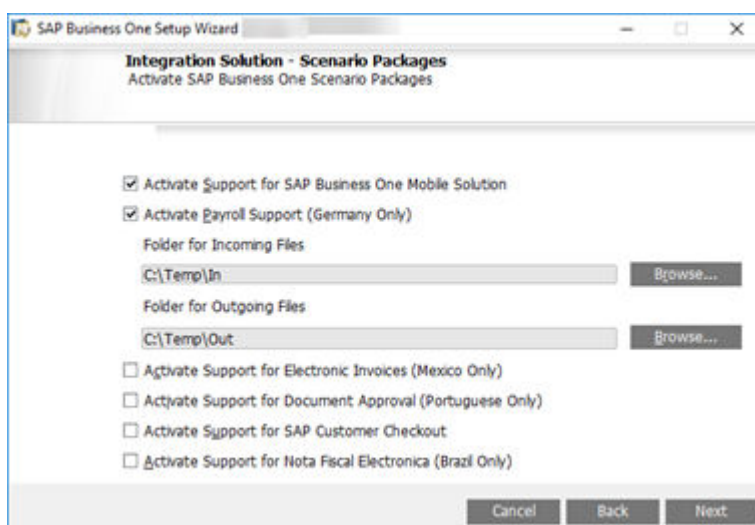 SAP Business One Setup Wizard
Integration Solution - Scenario Packages
Activate SAP Business One Scenario Packages
Activate Support for SAP Business One Mobile Solution
Activate Payroll Support (Germany Only)
Folder for Incoming Files
C:\Temp\In
Browse...
Folder for Outgoing Files
C:\Temp\Out
Browse...
Activate Support for Electronic Invoices (Mexico Only)
Activate Support for Document Approval (Portuguese Only)
Activate Support for SAP Customer Checkout
Activate Support for Nota Fiscal Electronica (Brazil Only)
Cancel Back Next